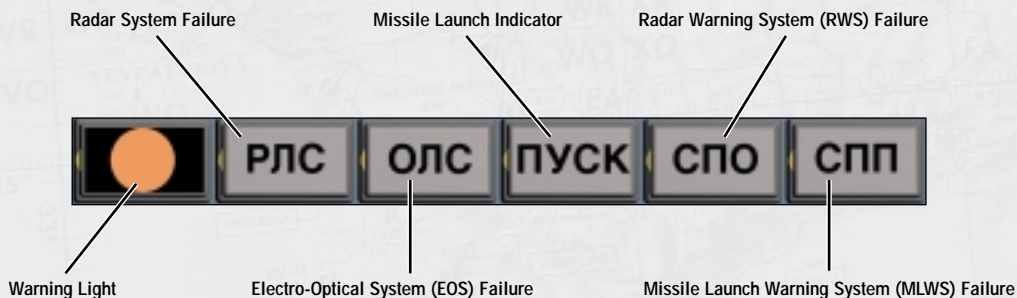 Radar System Failure
Missile Launch Indicator
Radar Warning System (RWS) Failure
РЛС
ОЛС
ПУСК
СПО
СПП
Warning Light
Electro-Optical System (EOS) Failure
Missile Launch Warning System (MLWS) Failure